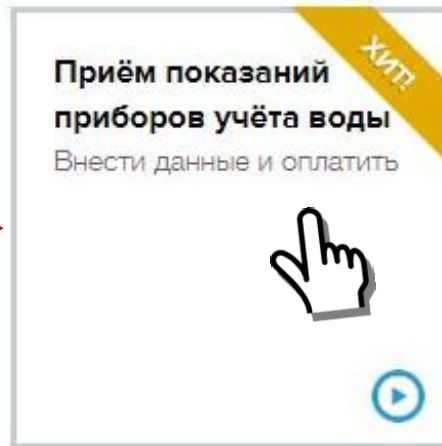 ХИТ!
Приём показаний
приборов учёта воды
Внести данные и оплатить